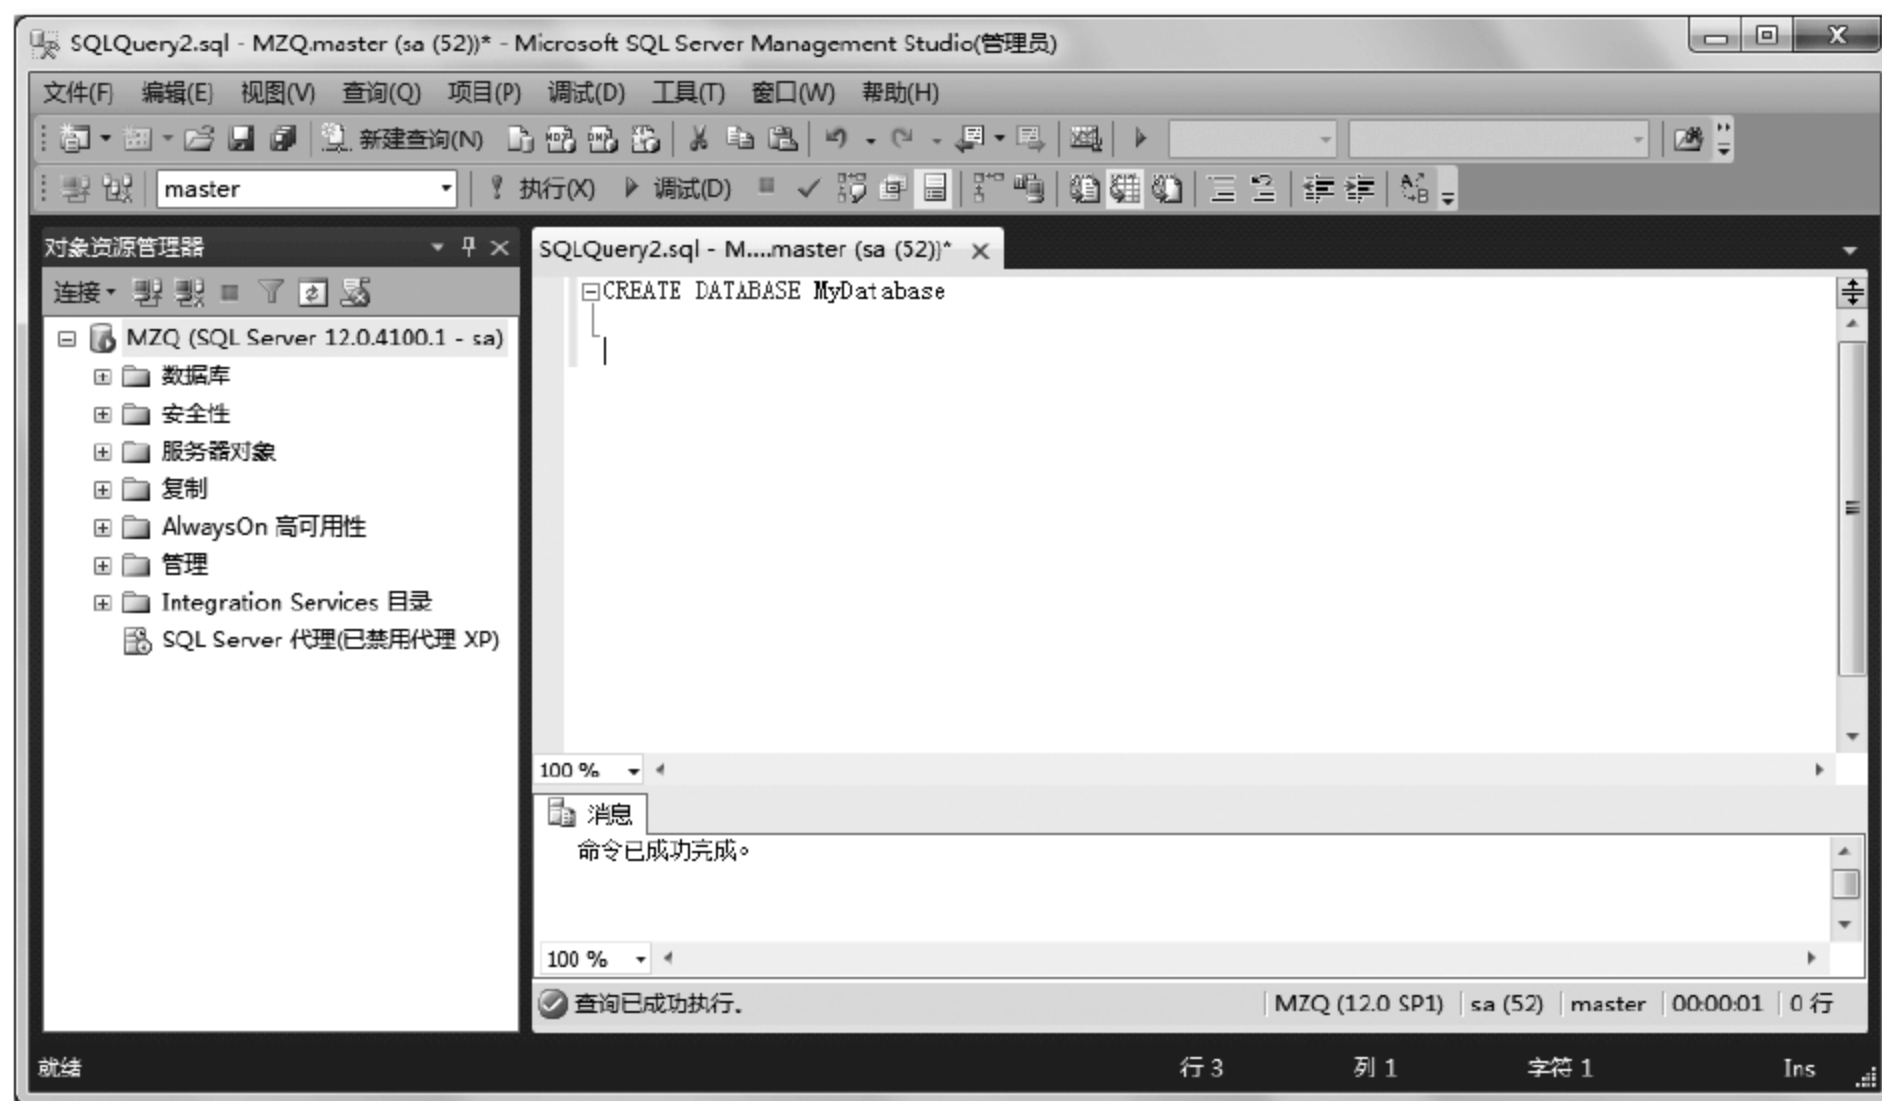 SQLQuery2.sql - MZQ.master (sa (52))* - Microsoft SQL Server Management Studio(管理员)
文件(F) 编辑(E) 视图(V) 查询(Q) 项目(P) 调试(D) 工具(T) 窗口(W) 帮助(H)
新建查询(N)
master 执行(X) 调试(D)
对象资源管理器
SQLQuery2.sql - M....master (sa (52))*
连接
CREATE DATABASE MyDatabase
MZQ (SQL Server 12.0.4100.1 - sa)
数据库
安全性
服务器对象
复制
AlwaysOn 高可用性
管理
Integration Services 目录
SQL Server 代理(已禁用代理 XP)
100 %
消息
命令已成功完成。
100 %
查询已成功执行。 MZQ (12.0 SP1) sa (52) master 00:00:01 0 行
就绪 行 3 列 1 字符 1 Ins